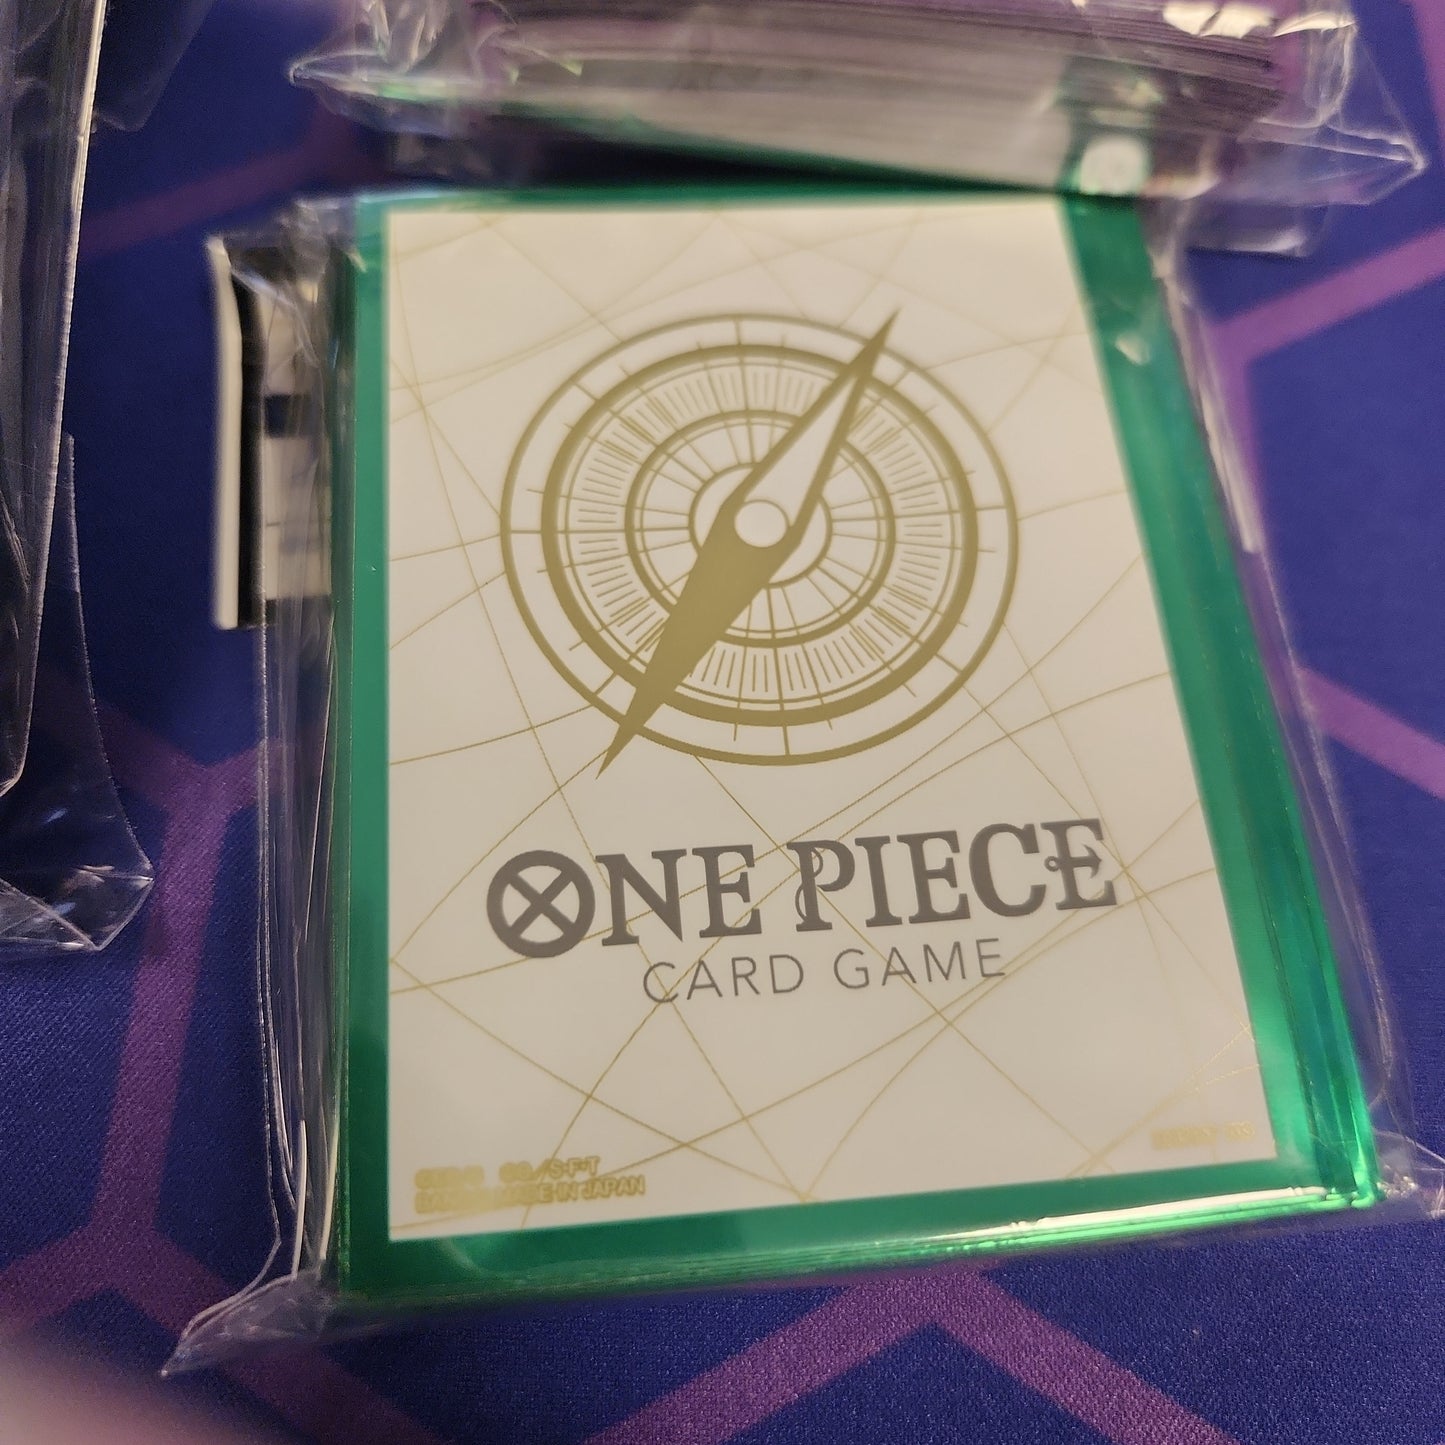 ONE PIECE
CARD GAME
S·F·T
MADE IN JAPAN